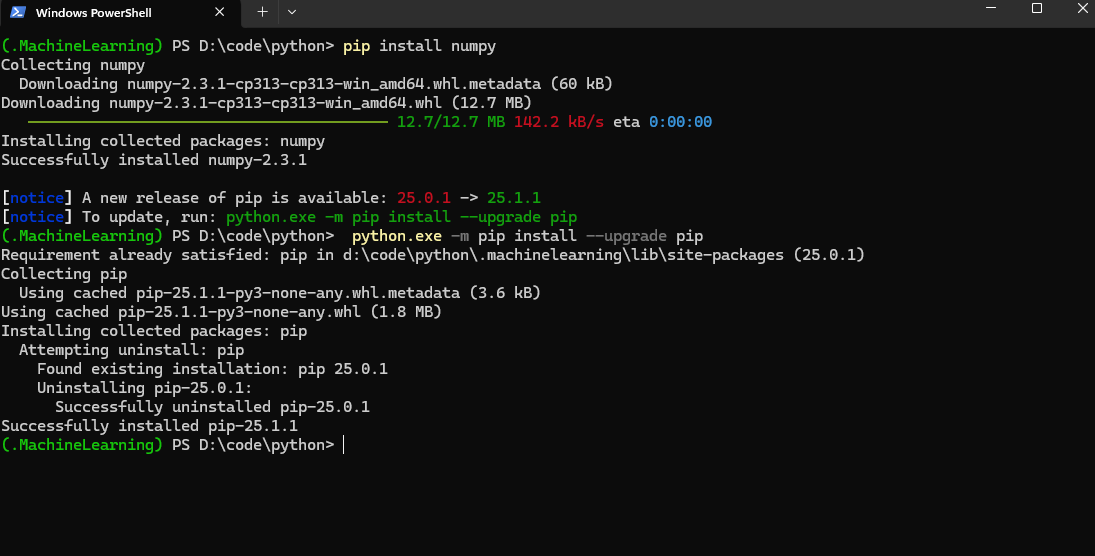 Windows PowerShell
(.MachineLearning) PS D:\code\python> pip install numpy
Collecting numpy
  Downloading numpy-2.3.1-cp313-cp313-win_amd64.whl.metadata (60 kB)
Downloading numpy-2.3.1-cp313-cp313-win_amd64.whl (12.7 MB)
12.7/12.7 MB 142.2 kB/s eta 0:00:00
Installing collected packages: numpy
Successfully installed numpy-2.3.1
[notice] A new release of pip is available: 25.0.1 -> 25.1.1
[notice] To update, run: python.exe -m pip install --upgrade pip
(.MachineLearning) PS D:\code\python>  python.exe -m pip install --upgrade pip
Requirement already satisfied: pip in d:\code\python\.machinelearning\lib\site-packages (25.0.1)
Collecting pip
  Using cached pip-25.1.1-py3-none-any.whl.metadata (3.6 kB)
Using cached pip-25.1.1-py3-none-any.whl (1.8 MB)
Installing collected packages: pip
  Attempting uninstall: pip
    Found existing installation: pip 25.0.1
    Uninstalling pip-25.0.1:
      Successfully uninstalled pip-25.0.1
Successfully installed pip-25.1.1
(.MachineLearning) PS D:\code\python>